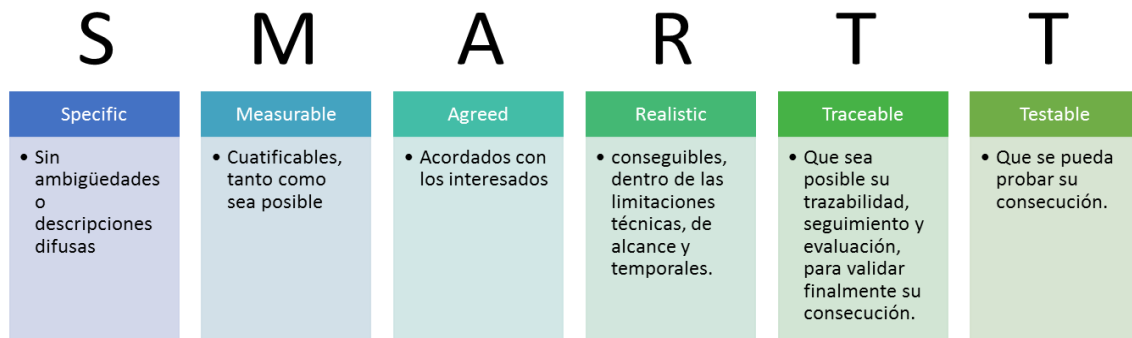 S
M
A
R
T
T
Specific
• Sin
ambigüedades
o
descripciones
difusas
Measurable
• Cuatificables,
tanto como
sea posible
Agreed
• Acordados con
los interesados
Realistic
• conseguibles,
dentro de las
limitaciones
técnicas, de
alcance y
temporales.
Traceable
• Que sea
posible su
trazabilidad,
seguimiento y
evaluación,
para validar
finalmente su
consecución.
Testable
• Que se pueda
probar su
consecución.